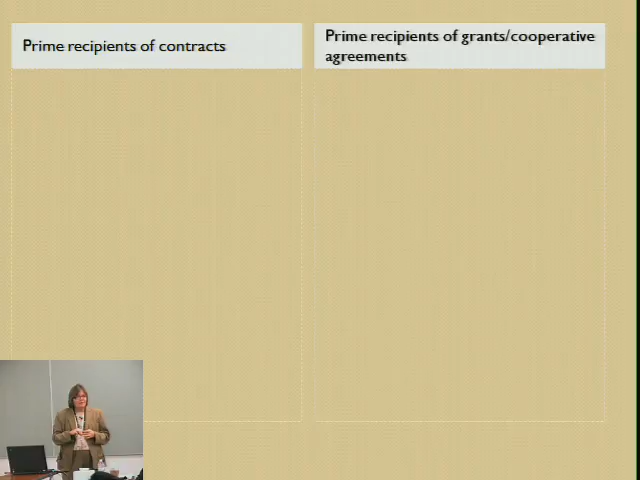 Prime recipients of contracts
Prime recipients of grants/cooperative
agreements